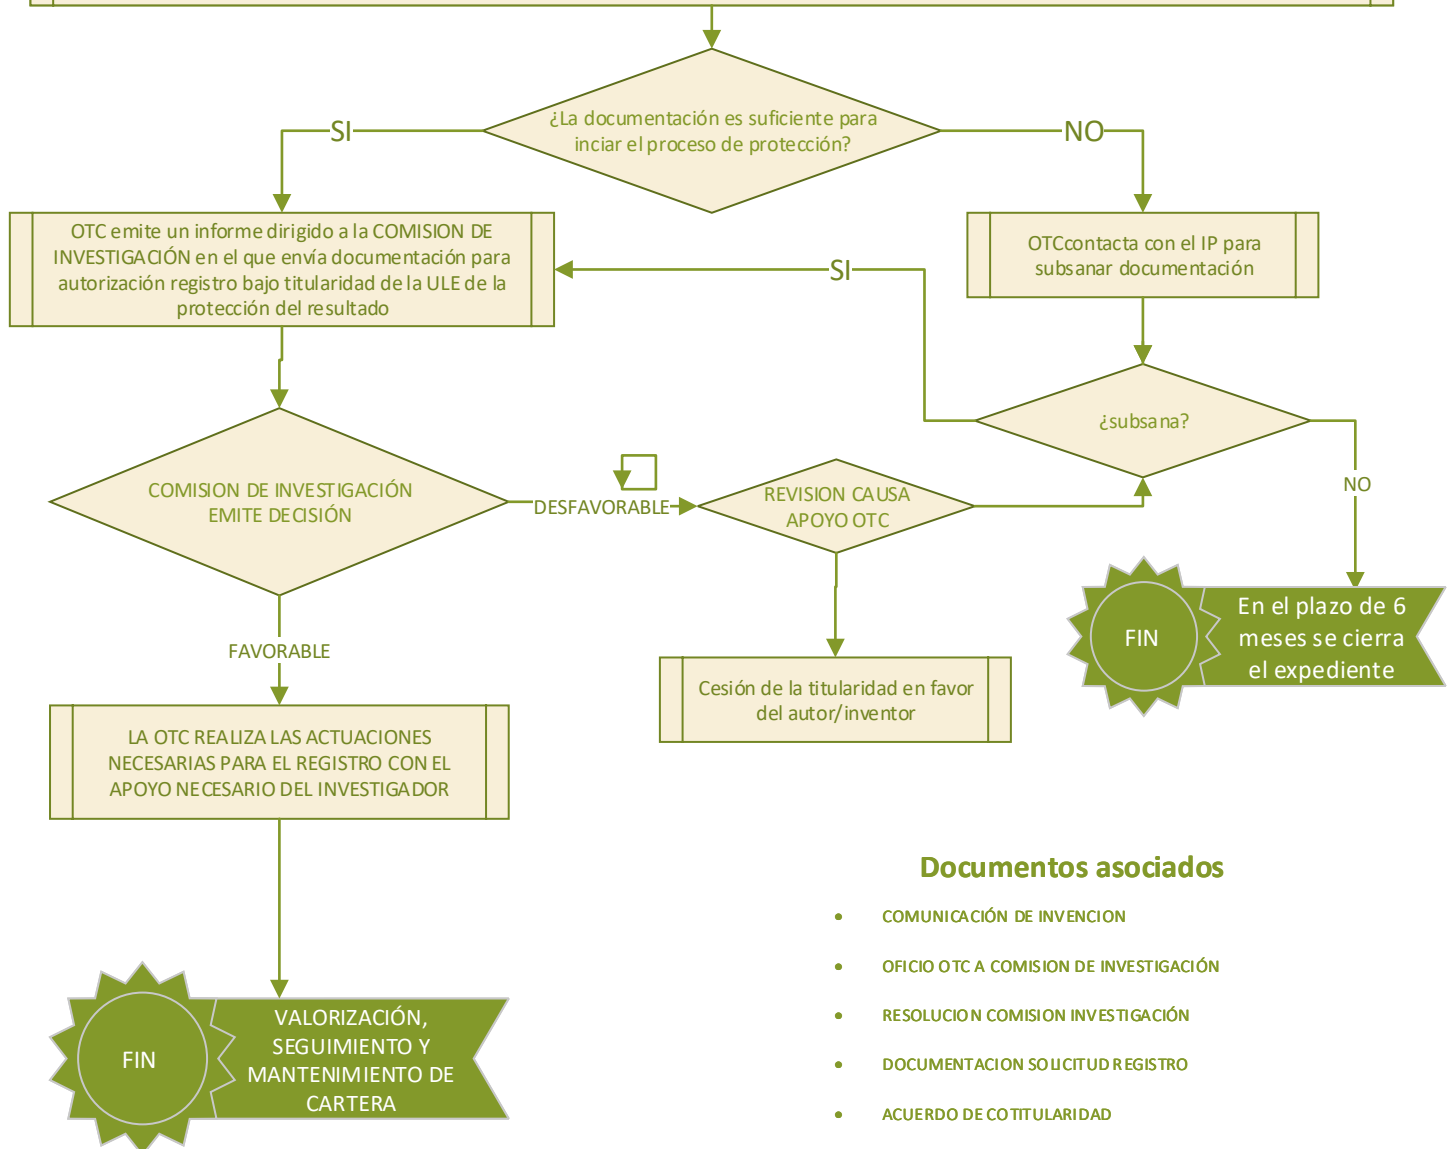 ¿La documentación es suficiente para
inciar el proceso de protección?
SI
NO
OTC emite un informe dirigido a la COMISION DE
INVESTIGACIÓN en el que envía documentación para
autorización registro bajo titularidad de la ULE de la
protección del resultado
OTCcontacta con el IP para
subsanar documentación
SI
¿subsana?
NO
COMISION DE INVESTIGACIÓN
EMITE DECISIÓN
DESFAVORABLE
REVISION CAUSA
APOYO OTC
FAVORABLE
FIN
En el plazo de 6
meses se cierra
el expediente
Cesión de la titularidad en favor
del autor/inventor
LA OTC REALIZA LAS ACTUACIONES
NECESARIAS PARA EL REGISTRO CON EL
APOYO NECESARIO DEL INVESTIGADOR
FIN
VALORIZACIÓN,
SEGUIMIENTO Y
MANTENIMIENTO DE
CARTERA
Documentos asociados
• COMUNICACIÓN DE INVENCION
• OFICIO OTC A COMISION DE INVESTIGACIÓN
• RESOLUCION COMISION INVESTIGACIÓN
• DOCUMENTACION SOLICITUD REGISTRO
• ACUERDO DE COTITULARIDAD